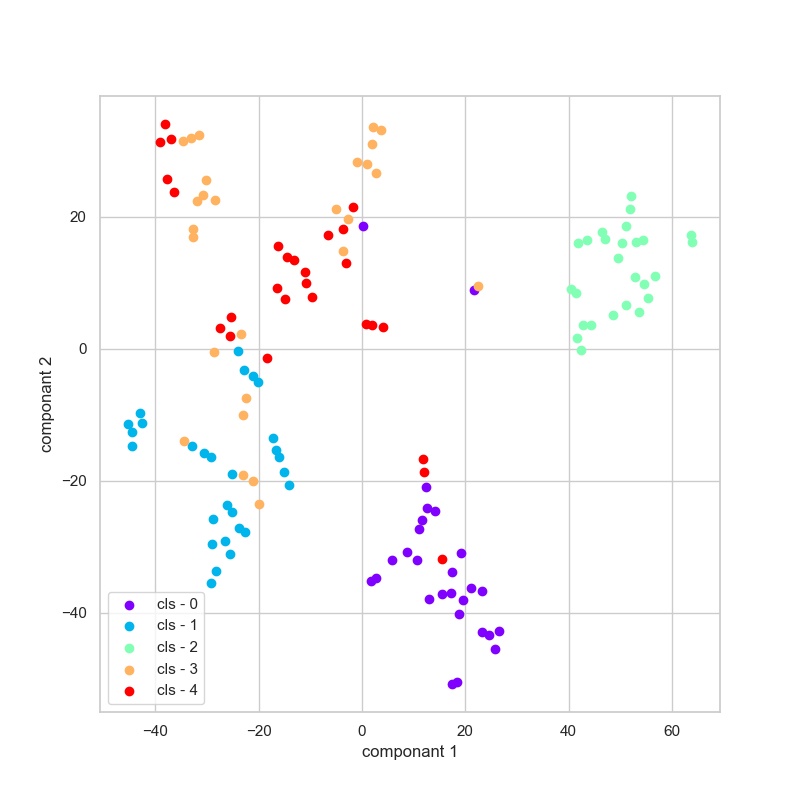 20
0
−20
−40
componant 2
cls - 0
cls - 1
cls - 2
cls - 3
cls - 4
−40
−20
0
20
40
60
componant 1